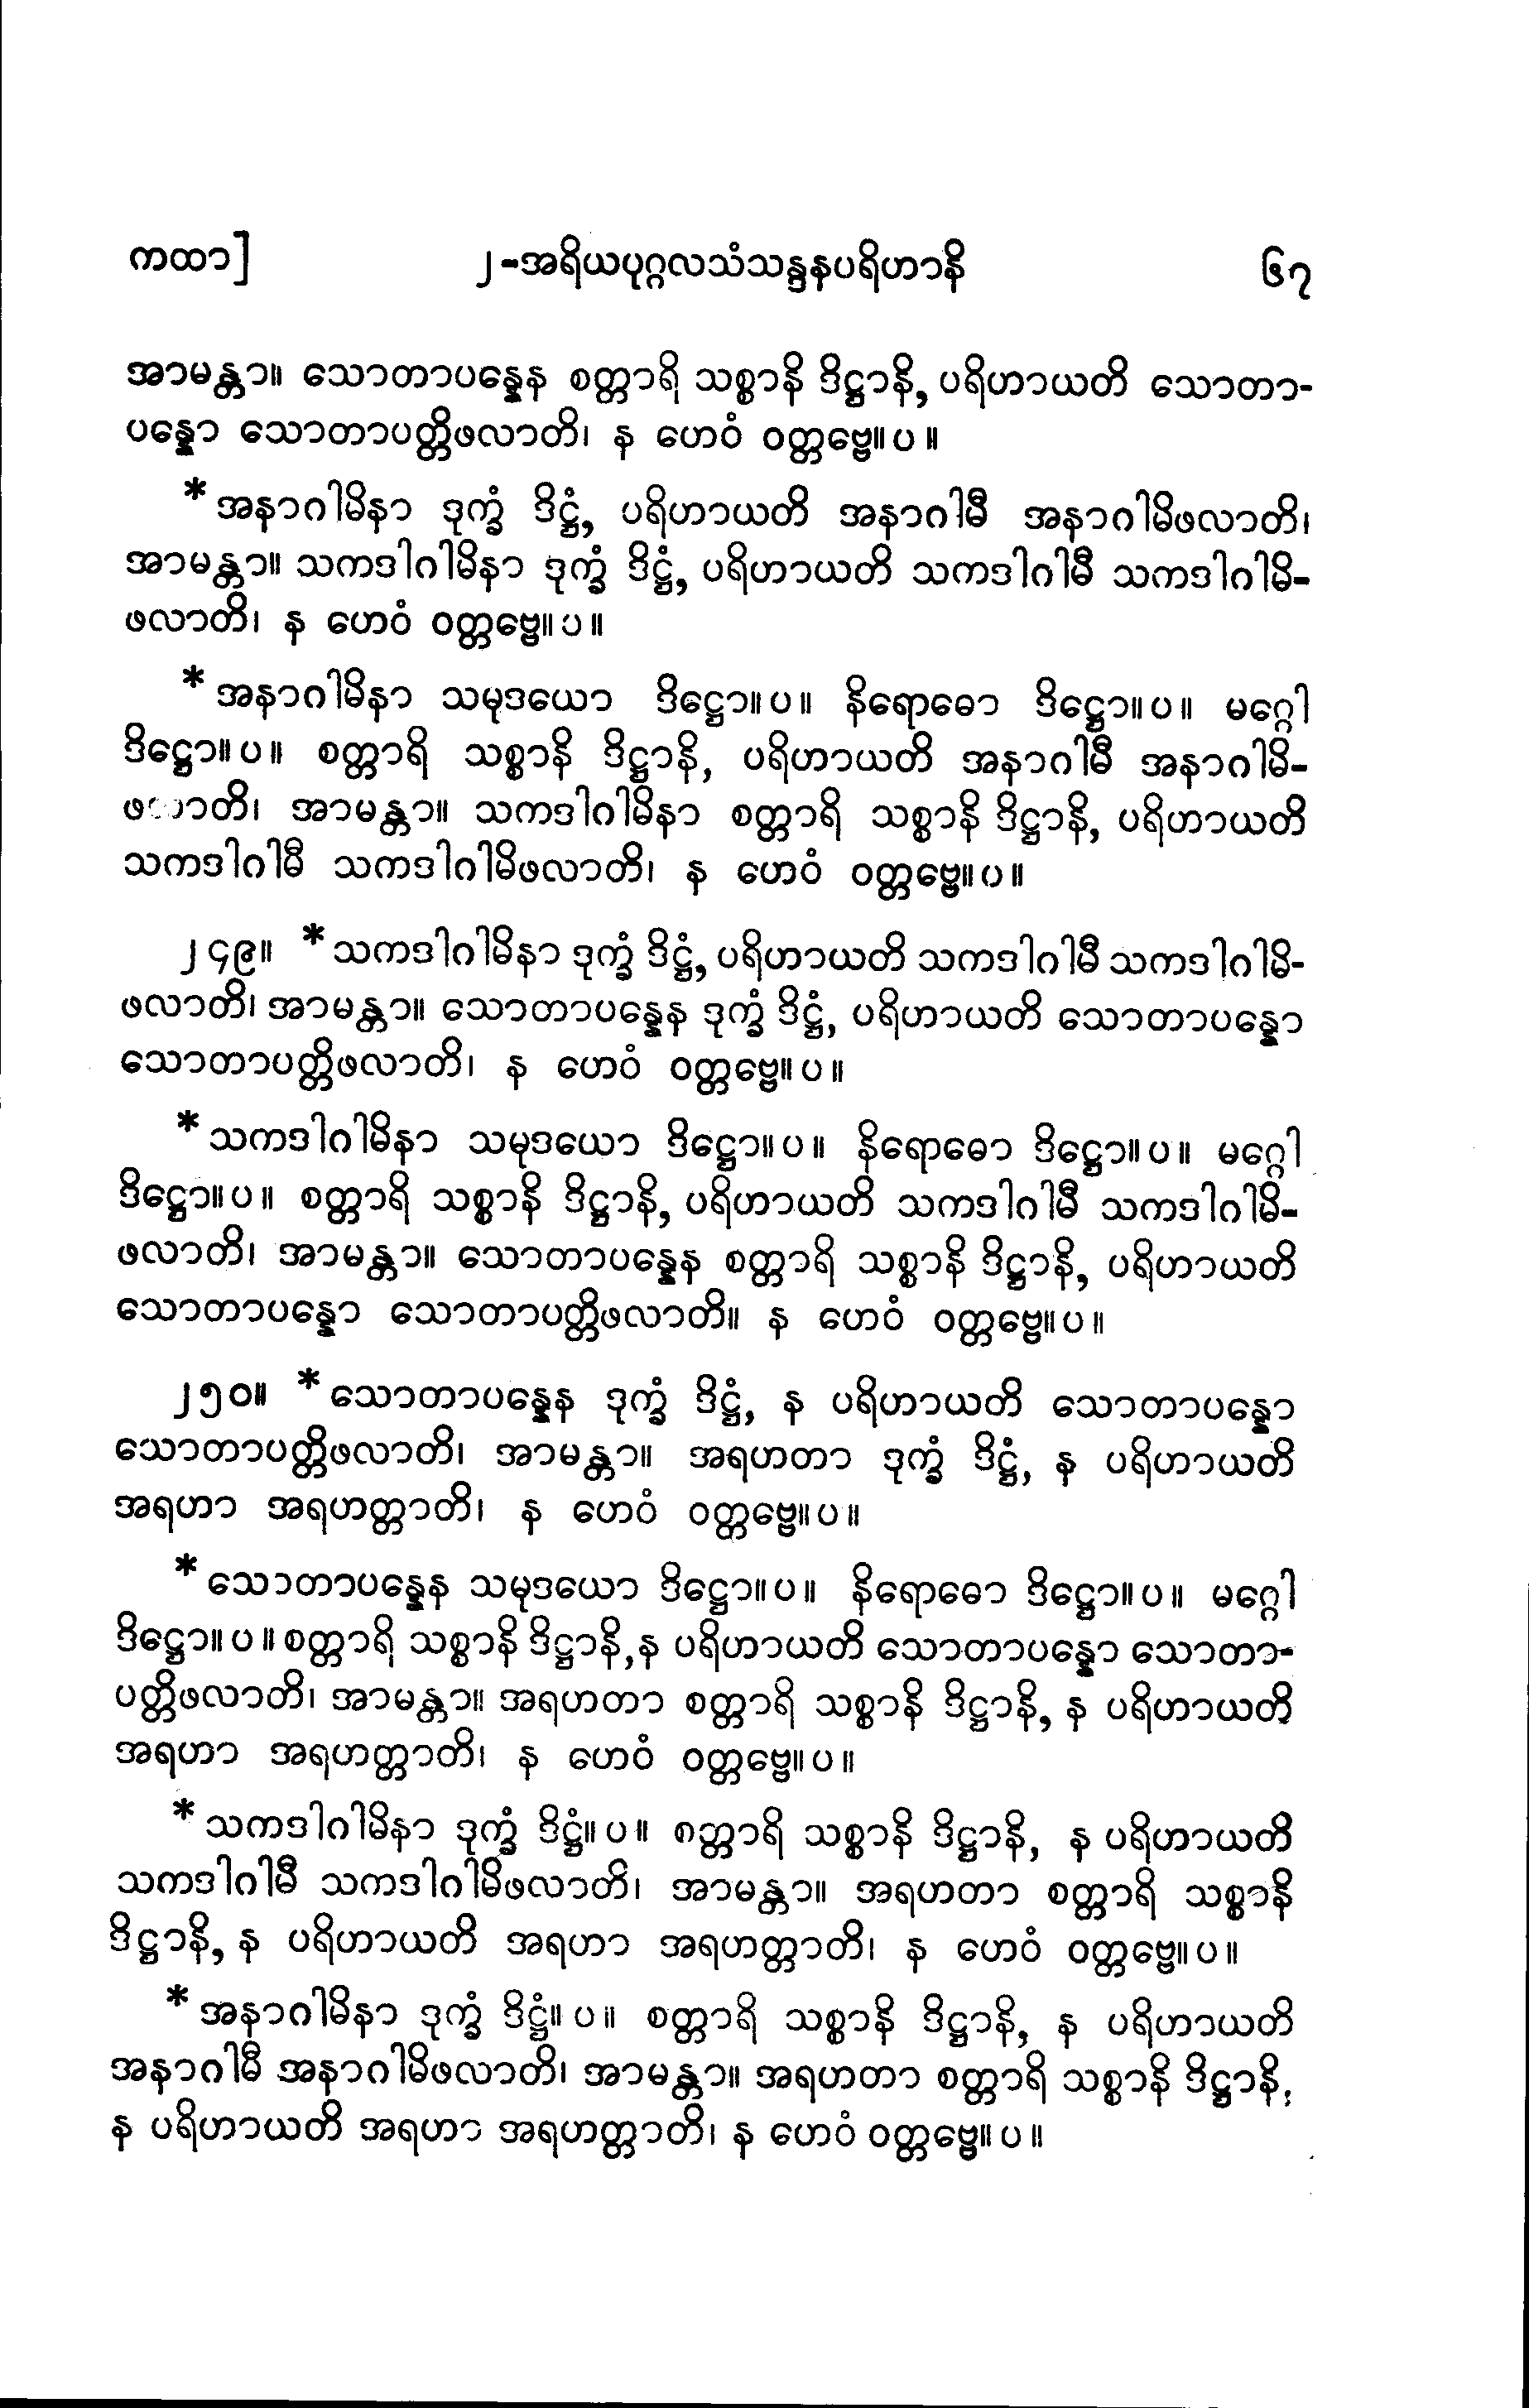 ကထာ] ၂-အရိယပုဂ္ဂလသံသန္ဒနပရိဟာနိ ၆၇
အာမန္တာ။ သောတာပန္နေန စတ္တာရိ သစ္စာနိ ဒိဋ္ဌာနိ, ပရိဟာယတိ သောတာ-
ပန္နော သောတာပတ္တိဖလာတိ၊ န ဟေဝံ ဝတ္တဗ္ဗေ။ပ။
*အနာဂါမိနာ ဒုက္ခံ ဒိဋ္ဌံ, ပရိဟာယတိ အနာဂါမီ အနာဂါမိဖလာတိ၊
အာမန္တာ။ သကဒါဂါမိနာ ဒုက္ခံ ဒိဋ္ဌံ, ပရိဟာယတိ သကဒါဂါမီ သကဒါဂါမိ-
ဖလာတိ၊ န ဟေဝံ ဝတ္တဗ္ဗေ။ပ။
*အနာဂါမိနာ သမုဒယော ဒိဋ္ဌော။ပ။ နိရောဓော ဒိဋ္ဌော။ပ။ မဂ္ဂေါ
ဒိဋ္ဌော။ပ။ စတ္တာရိ သစ္စာနိ ဒိဋ္ဌာနိ, ပရိဟာယတိ အနာဂါမီ အနာဂါမိ-
ဖလာတိ၊ အာမန္တာ။ သကဒါဂါမိနာ စတ္တာရိ သစ္စာနိ ဒိဋ္ဌာနိ, ပရိဟာယတိ
သကဒါဂါမီ သကဒါဂါမိဖလာတိ၊ န ဟေဝံ ဝတ္တဗ္ဗေ။ပ။
၂၄၉။ *သကဒါဂါမိနာ ဒုက္ခံ ဒိဋ္ဌံ, ပရိဟာယတိ သကဒါဂါမီ သကဒါဂါမိ-
ဖလာတိ၊ အာမန္တာ။ သောတာပန္နေန ဒုက္ခံ ဒိဋ္ဌံ, ပရိဟာယတိ သောတာပန္နော
သောတာပတ္တိဖလာတိ၊ န ဟေဝံ ဝတ္တဗ္ဗေ။ပ။
*သကဒါဂါမိနာ သမုဒယော ဒိဋ္ဌော။ပ။ နိရောဓော ဒိဋ္ဌော။ပ။ မဂ္ဂေါ
ဒိဋ္ဌော။ပ။ စတ္တာရိ သစ္စာနိ ဒိဋ္ဌာနိ, ပရိဟာယတိ သကဒါဂါမီ သကဒါဂါမိ-
ဖလာတိ၊ အာမန္တာ။ သောတာပန္နေန စတ္တာရိ သစ္စာနိ ဒိဋ္ဌာနိ, ပရိဟာယတိ
သောတာပန္နော သောတာပတ္တိဖလာတိ။ န ဟေဝံ ဝတ္တဗ္ဗေ။ပ။
၂၅၀။ *သောတာပန္နေန ဒုက္ခံ ဒိဋ္ဌံ, န ပရိဟာယတိ သောတာပန္နော
သောတာပတ္တိဖလာတိ၊ အာမန္တာ။ အရဟတာ ဒုက္ခံ ဒိဋ္ဌံ, န ပရိဟာယတိ
အရဟာ အရဟတ္တာတိ၊ န ဟေဝံ ဝတ္တဗ္ဗေ။ပ။
*သောတာပန္နေန သမုဒယော ဒိဋ္ဌော။ပ။ နိရောဓော ဒိဋ္ဌော။ပ။ မဂ္ဂေါ
ဒိဋ္ဌော။ပ။ စတ္တာရိ သစ္စာနိ ဒိဋ္ဌာနိ,န ပရိဟာယတိ သောတာပန္နော သောတာ-
ပတ္တိဖလာတိ၊ အာမန္တာ။ အရဟတာ စတ္တာရိ သစ္စာနိ ဒိဋ္ဌာနိ, န ပရိဟာယတိ
အရဟာ အရဟတ္တာတိ၊ န ဟေဝံ ဝတ္တဗ္ဗေ။ပ။
*သကဒါဂါမိနာ ဒုက္ခံ ဒိဋ္ဌံ။ပ။ စတ္တာရိ သစ္စာနိ ဒိဋ္ဌာနိ, န ပရိဟာယတိ
သကဒါဂါမီ သကဒါဂါမိဖလာတိ၊ အာမန္တာ။ အရဟတာ စတ္တာရိ သစ္စာနိ
ဒိဋ္ဌာနိ, န ပရိဟာယတိ အရဟာ အရဟတ္တာတိ၊ န ဟေဝံ ဝတ္တဗ္ဗေ။ပ။
*အနာဂါမိနာ ဒုက္ခံ ဒိဋ္ဌံ။ပ။ စတ္တာရိ သစ္စာနိ ဒိဋ္ဌာနိ, န ပရိဟာယတိ
အနာဂါမီ အနာဂါမိဖလာတိ၊ အာမန္တာ။ အရဟတာ စတ္တာရိ သစ္စာနိ ဒိဋ္ဌာနိ,
န ပရိဟာယတိ အရဟာ အရဟတ္တာတိ၊ န ဟေဝံ ဝတ္တဗ္ဗေ။ပ။